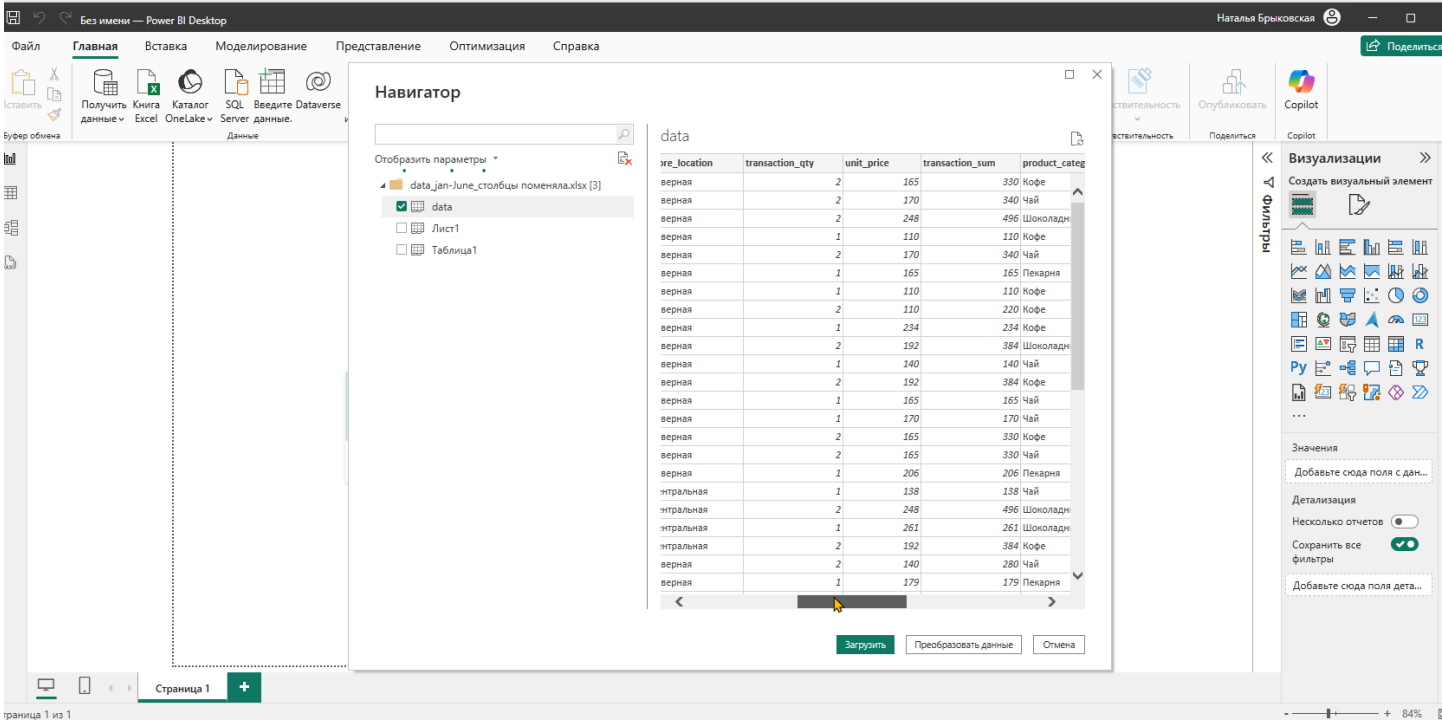 Без имени — Power BI Desktop
Наталья Брыковская
Файл Главная Вставка Моделирование Представление Оптимизация Справка
Поделиться
Получить данные
Книга Excel
Каталог OneLake
SQL Server
Введите данные.
Dataverse
Опубликовать
Copilot
Данные
Поделиться
Copilot
Навигатор
Отобразить параметры
data_jan-June_столбцы поменяла.xlsx [3]
data
Лист1
Таблица1
data
ore_location transaction_qty unit_price transaction_sum product_categ
верная 2 165 330 Кофе
верная 2 170 340 Чай
верная 2 248 496 Шоколадн
верная 1 110 110 Кофе
верная 2 170 340 Чай
верная 1 165 165 Пекарня
верная 1 110 110 Кофе
верная 2 110 220 Кофе
верная 1 234 234 Кофе
верная 2 192 384 Шоколадн
верная 1 140 140 Чай
верная 2 192 384 Кофе
верная 1 165 165 Чай
верная 1 170 170 Чай
верная 2 165 330 Кофе
верная 2 165 330 Чай
верная 1 206 206 Пекарня
нтральная 1 138 138 Чай
нтральная 2 248 496 Шоколадн
нтральная 1 261 261 Шоколадн
нтральная 2 192 384 Кофе
верная 2 140 280 Чай
верная 1 179 179 Пекарня
Загрузить Преобразовать данные Отмена
Фильтры
Визуализации
Создать визуальный элемент
123
R
Py
123
...
Значения
Добавьте сюда поля с дан...
Детализация
Несколько отчетов
Сохранить все
фильтры
Добавьте сюда поля дета...
Страница 1
+
траница 1 из 1
- + 84%